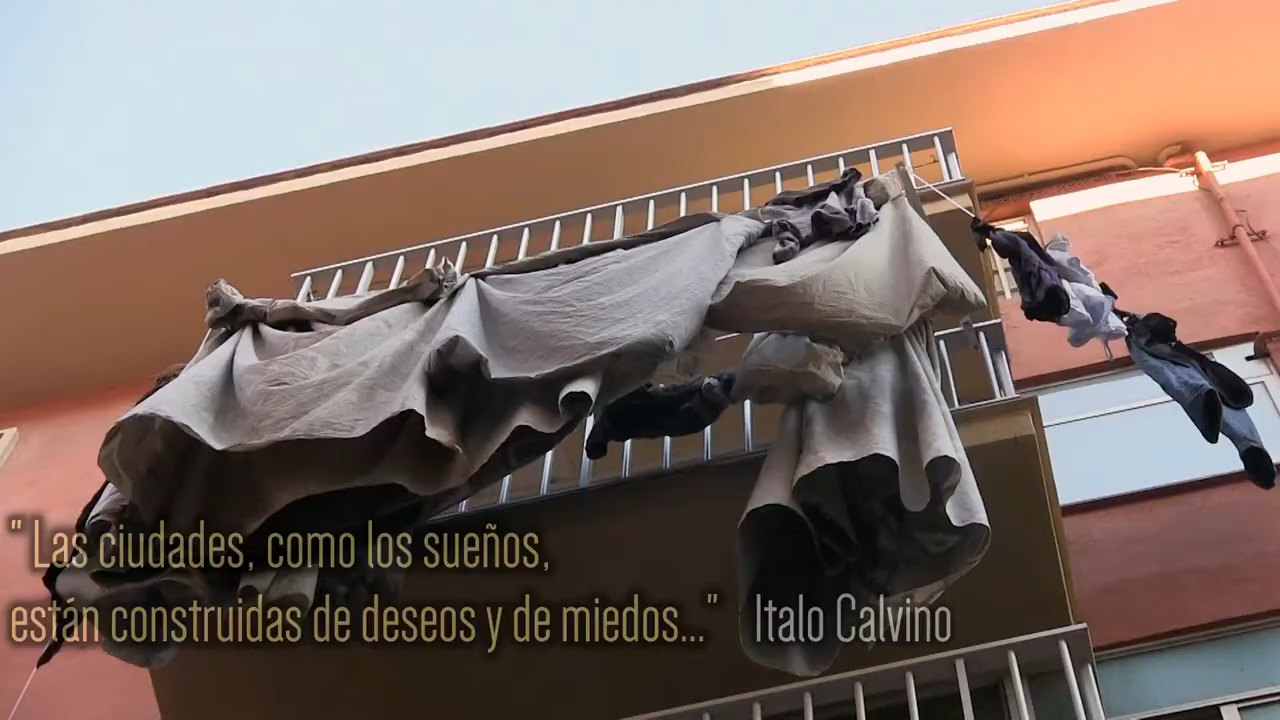 "Las ciudades, como los sueños,
están construidas de deseos y de miedos..." Italo Calvino